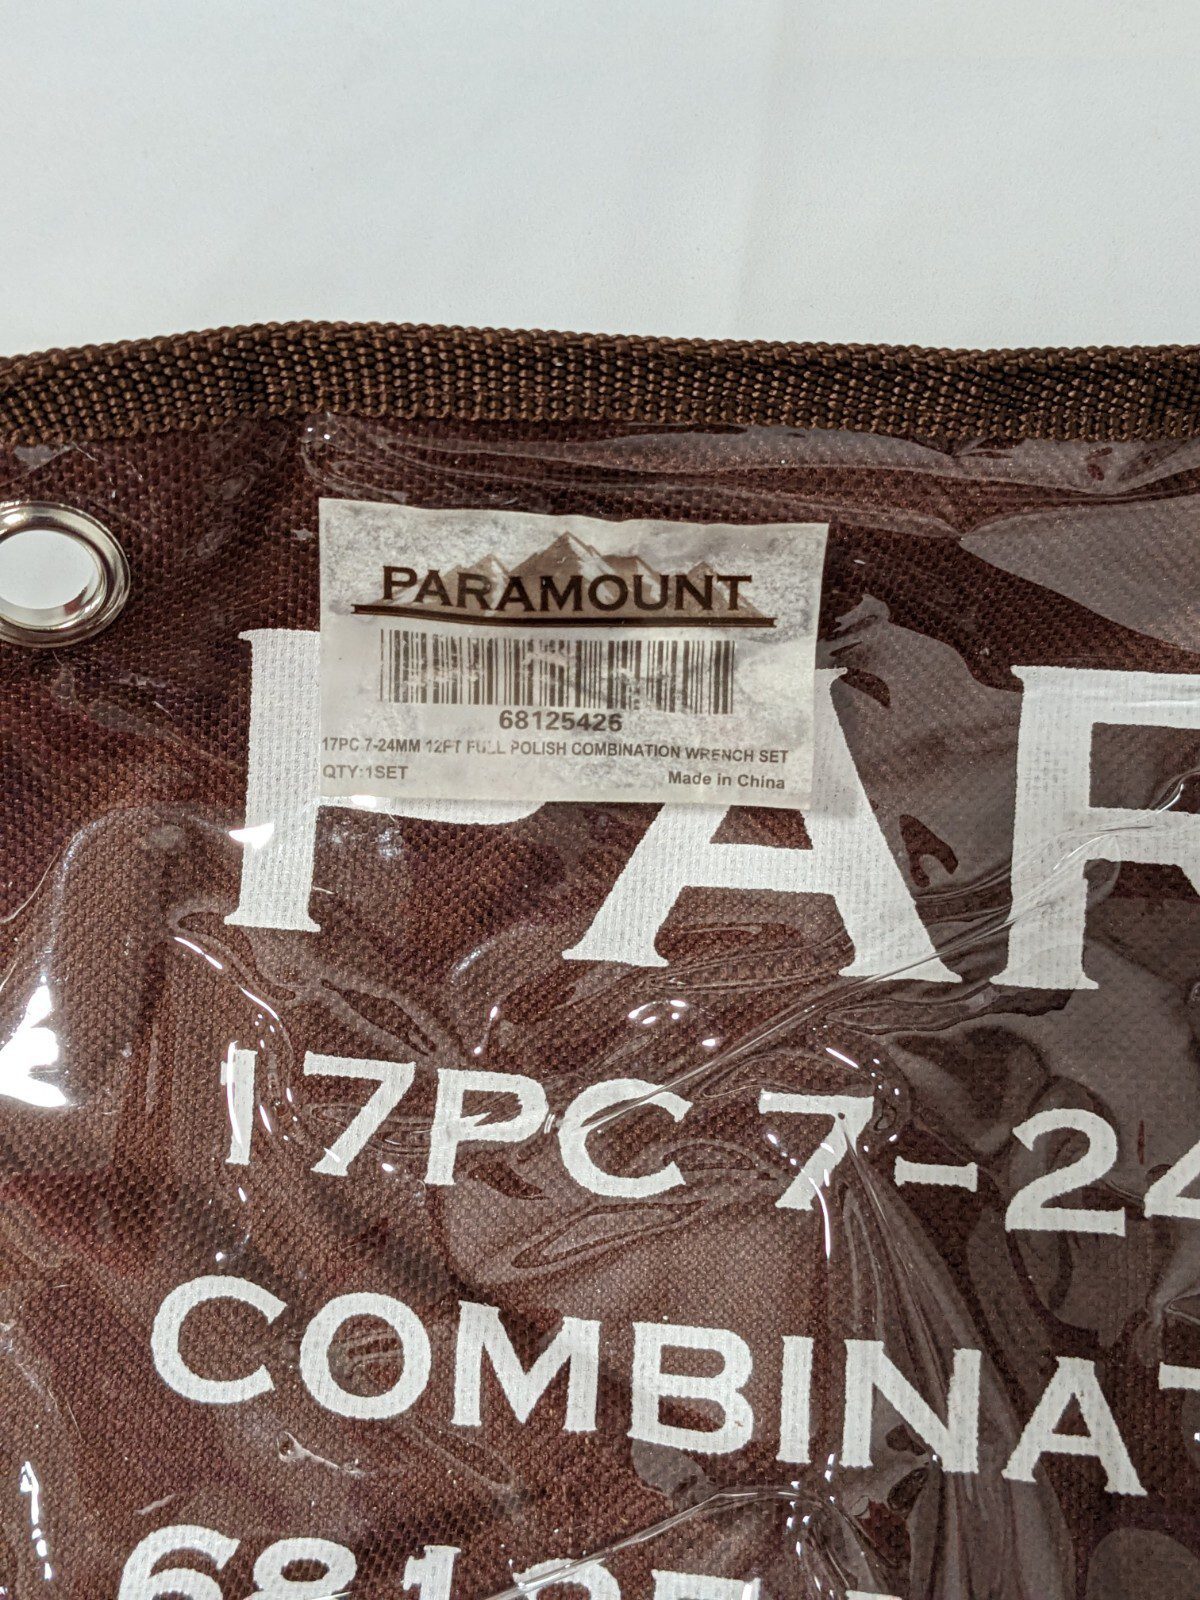 PARAMOUNT
68125426
17PC 7-24MM 12PT FULL POLISH COMBINATION WRENCH SET
QTY:1SET
Made in China
PAR
17PC 7-24
COMBINAT
68125